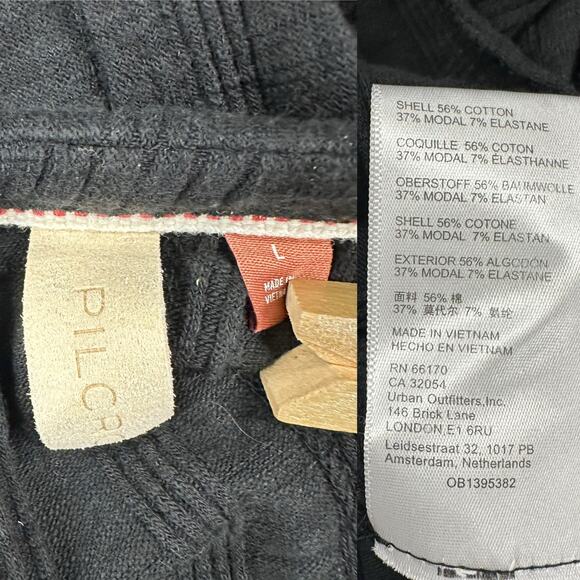 PILCRO
L
MADE IN
SHELL 56% COTTON
37% MODAL 7% ELASTANE
COQUILLE 56% COTON
37% MODAL 7% ÉLASTHANNE
OBERSTOFF 56% BAUMWOLLE
37% MODAL 7% ELASTAN
SHELL 56% COTONE
37% MODAL 7% ELASTAN
EXTERIOR 56% ALGODÓN
37% MODAL 7% ELASTANE
面料 56% 棉
37% 莫代尔 7% 氨纶
MADE IN VIETNAM
HECHO EN VIETNAM
RN 66170
CA 32054
Urban Outfitters,Inc.
146 Brick Lane
LONDON,E1 6RU
Leidsestraat 32, 1017 PB
Amsterdam, Netherlands
OB1395382